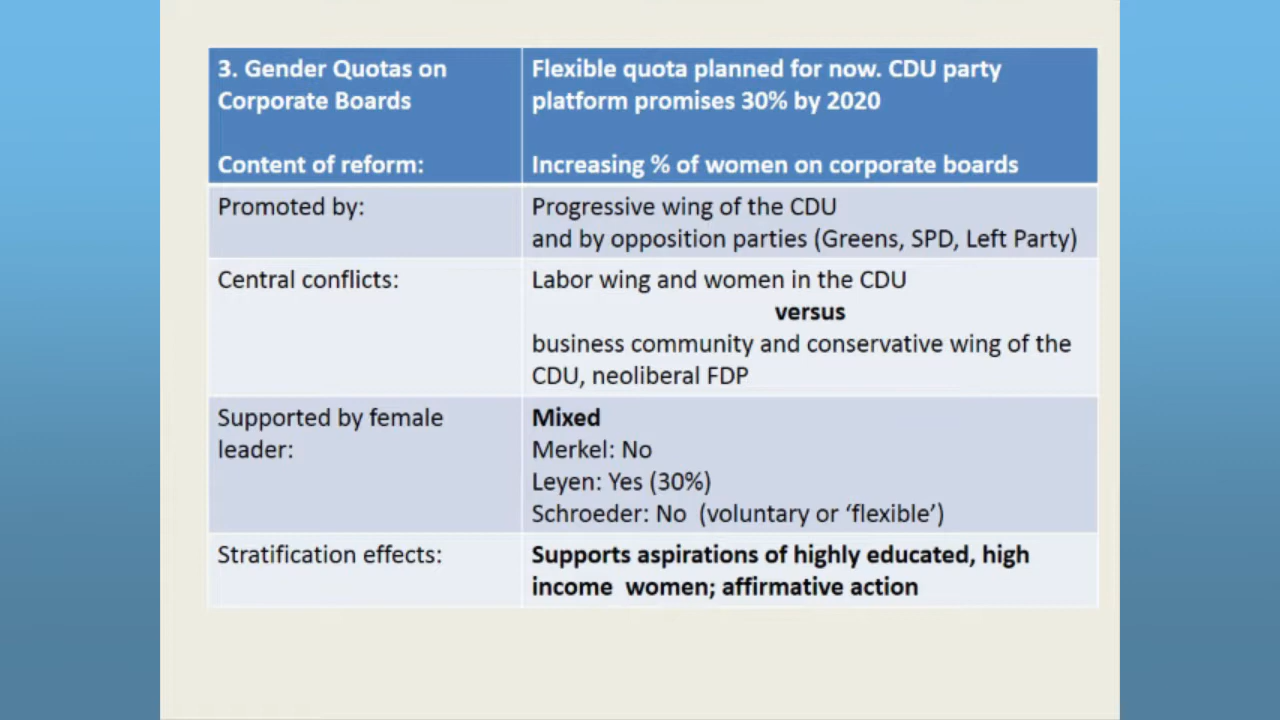 3. Gender Quotas on
Corporate Boards
Content of reform:
Flexible quota planned for now. CDU party
platform promises 30% by 2020
Increasing % of women on corporate boards
Promoted by:
Progressive wing of the CDU
and by opposition parties (Greens, SPD, Left Party)
Central conflicts:
Labor wing and women in the CDU
versus
business community and conservative wing of the
CDU, neoliberal FDP
Supported by female
leader:
Mixed
Merkel: No
Leyen: Yes (30%)
Schroeder: No  (voluntary or ‘flexible’)
Stratification effects:
Supports aspirations of highly educated, high
income  women; affirmative action